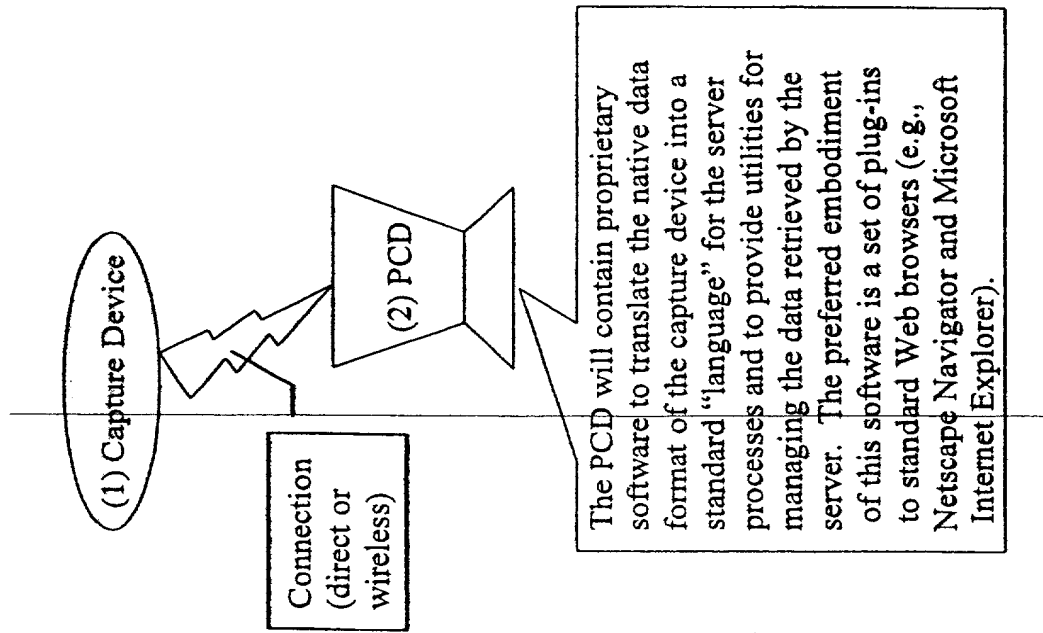 (1) Capture Device
Connection
(direct or
wireless)
(2) PCD
The PCD will contain proprietary
software to translate the native data
format of the capture device into a
standard “language” for the server
processes and to provide utilities for
managing the data retrieved by the
server. The preferred embodiment
of this software is a set of plug-ins
to standard Web browsers (e.g.,
Netscape Navigator and Microsoft
Internet Explorer).